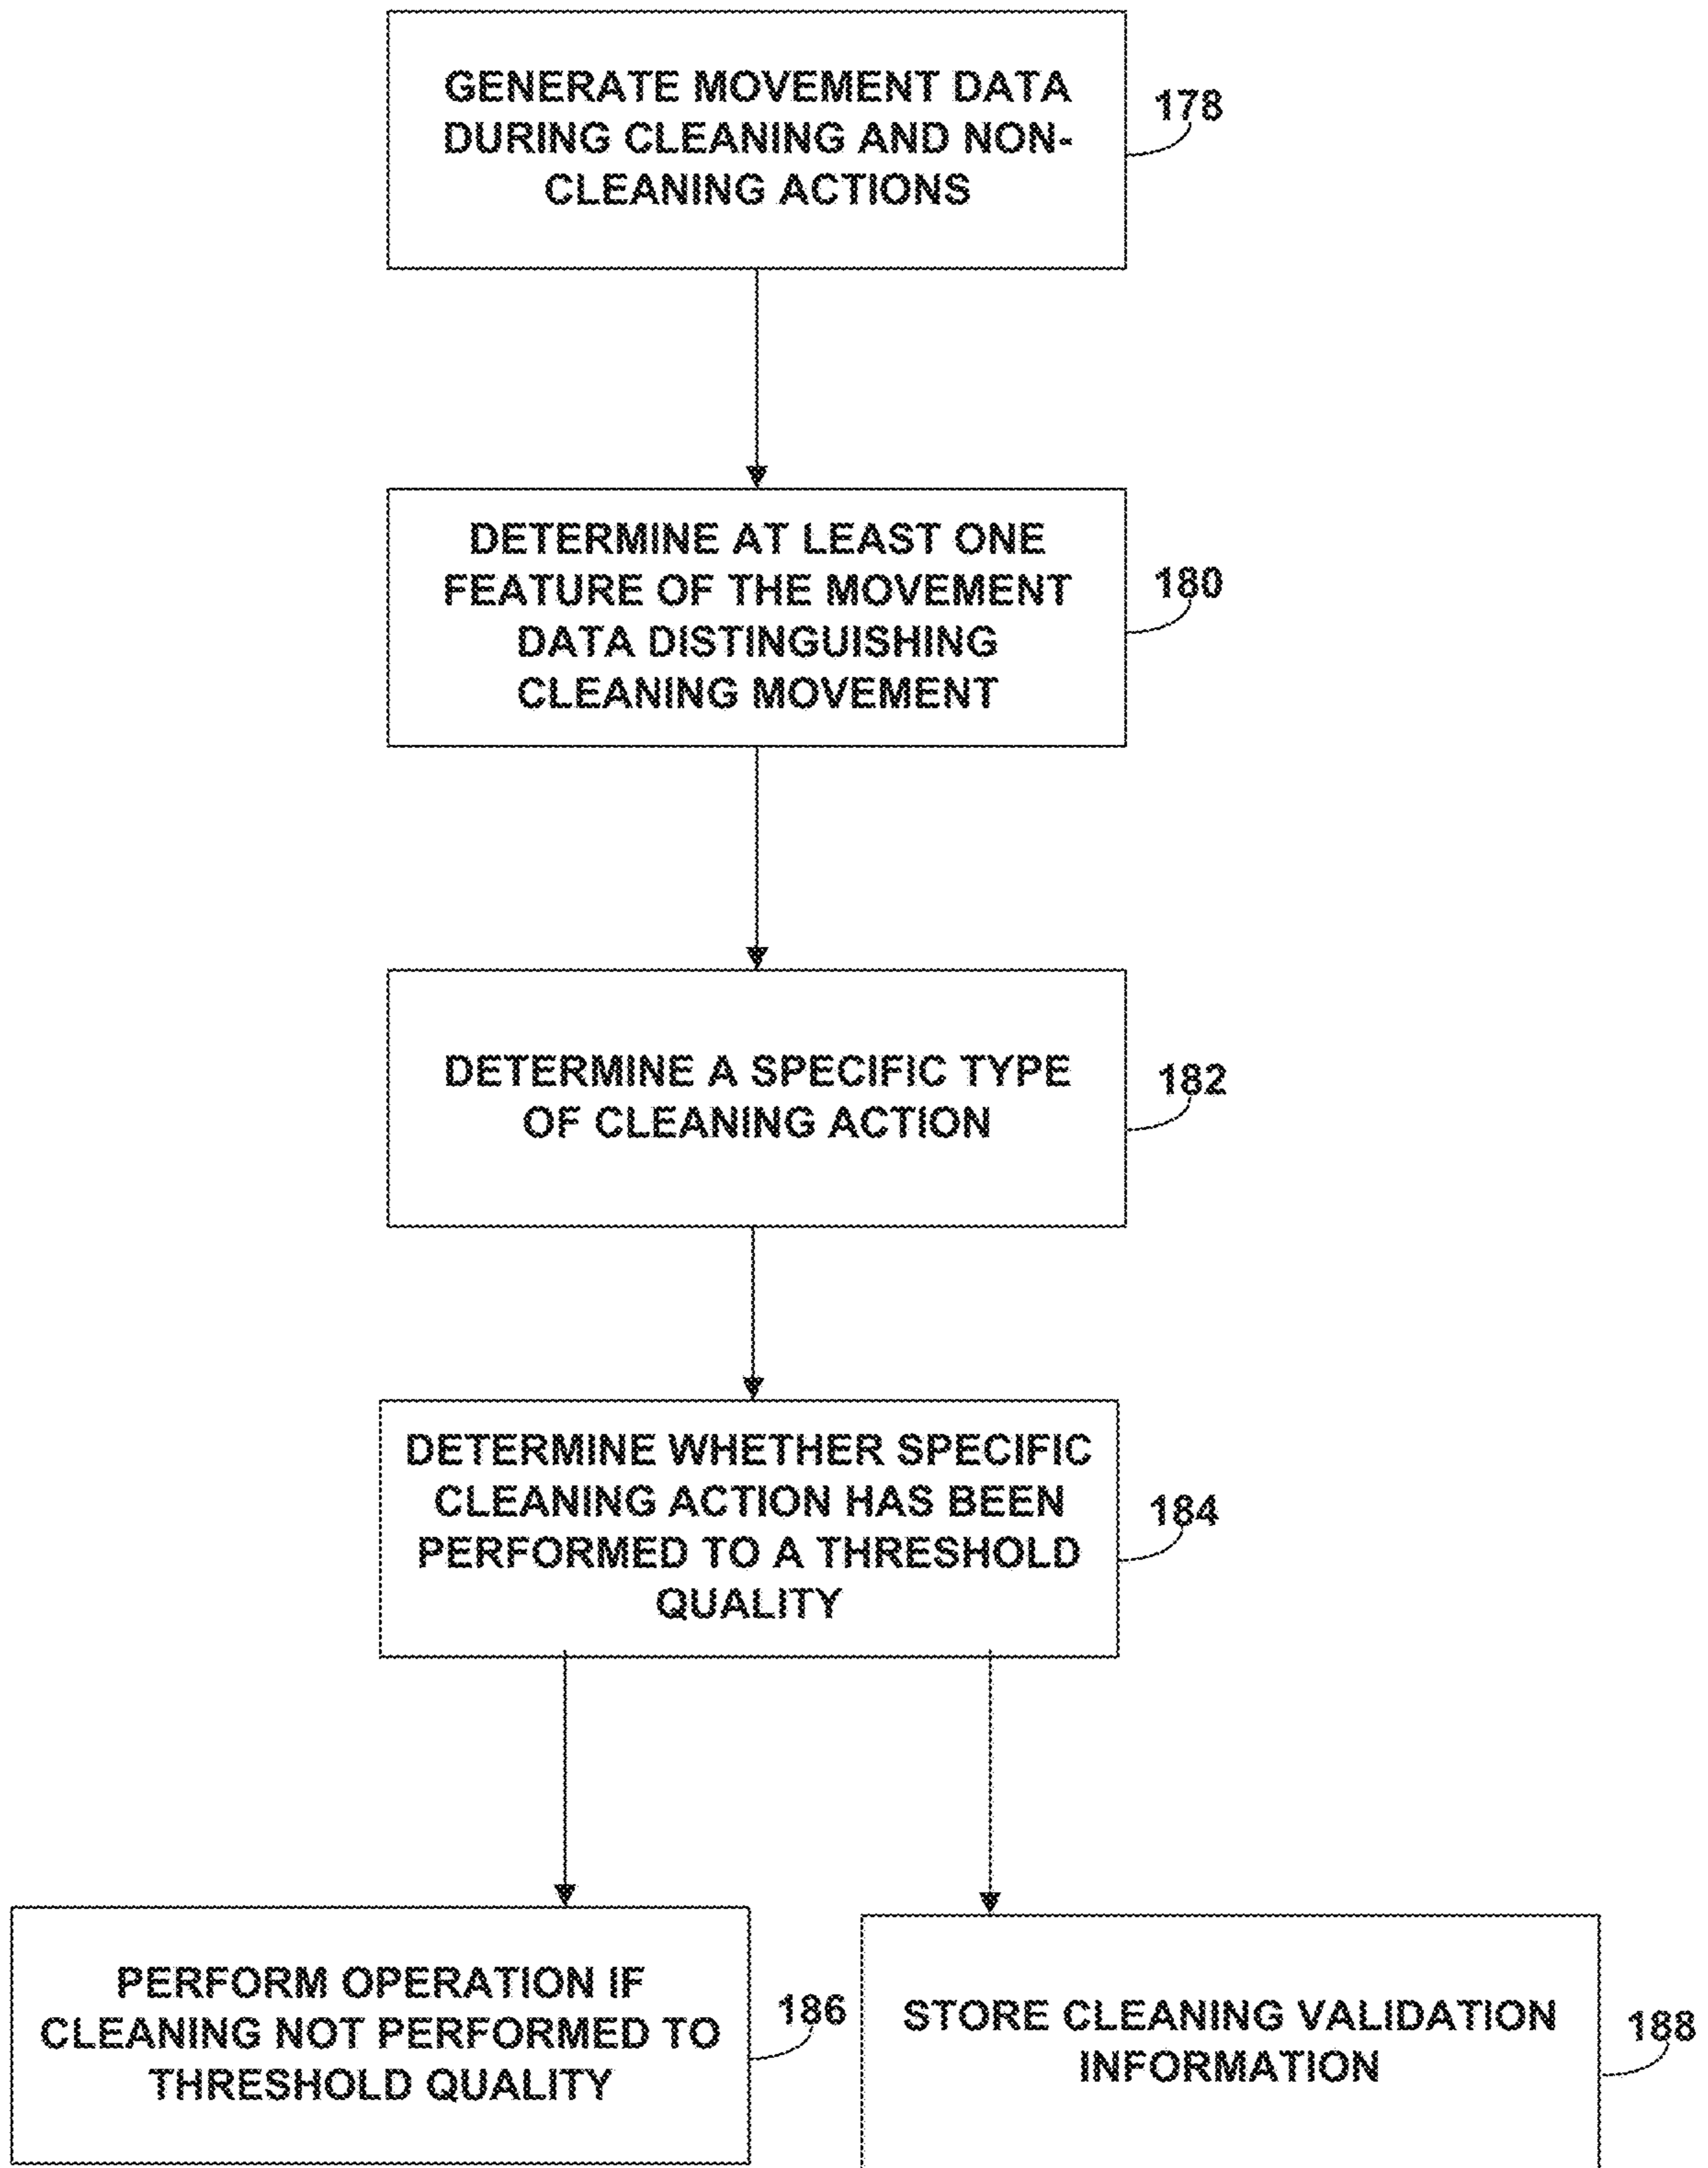 GENERATE MOVEMENT DATA
DURING CLEANING AND NON-
CLEANING ACTIONS
178
DETERMINE AT LEAST ONE
FEATURE OF THE MOVEMENT
DATA DISTINGUISHING
CLEANING MOVEMENT
180
DETERMINE A SPECIFIC TYPE
OF CLEANING ACTION
182
DETERMINE WHETHER SPECIFIC
CLEANING ACTION HAS BEEN
PERFORMED TO A THRESHOLD
QUALITY
184
PERFORM OPERATION IF
CLEANING NOT PERFORMED TO
THRESHOLD QUALITY
186
STORE CLEANING VALIDATION
INFORMATION
188